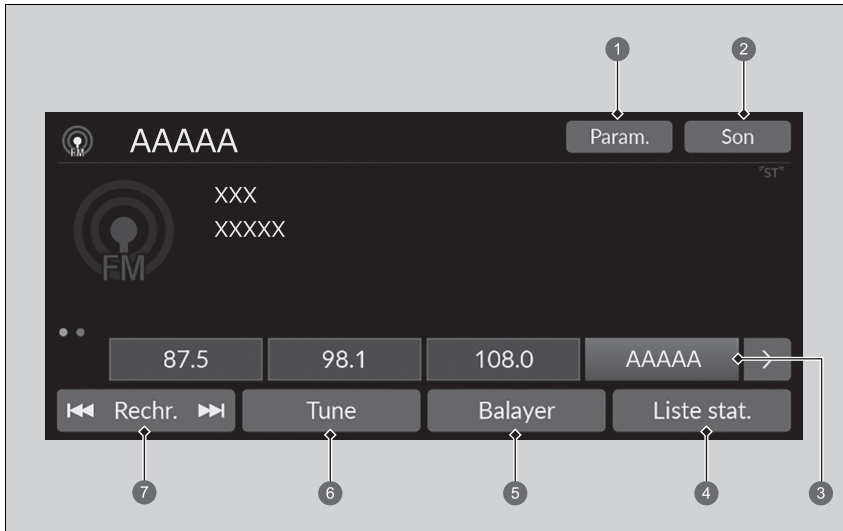 1 2
FM AAAAA Param. Son
"ST"
XXX
XXXXX
FM
87.5 98.1 108.0 AAAAA >
Rechr. Tune Balayer Liste stat.
7 6 5 4 3